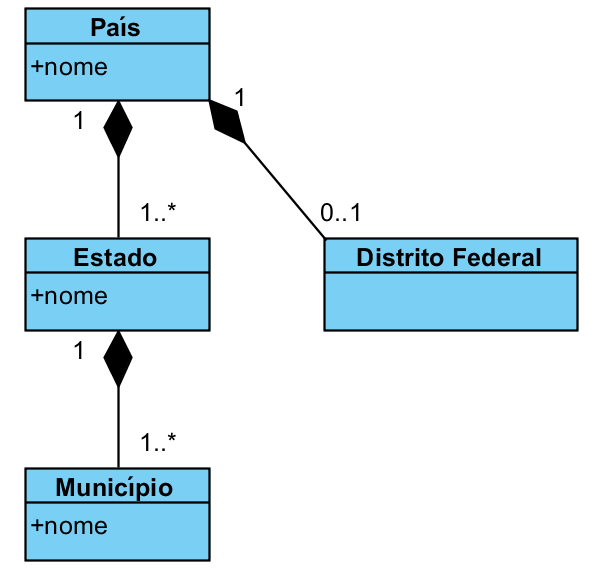 País
+nome
1
1
1..*
0..1
Estado
+nome
Distrito Federal
1
1..*
Município
+nome